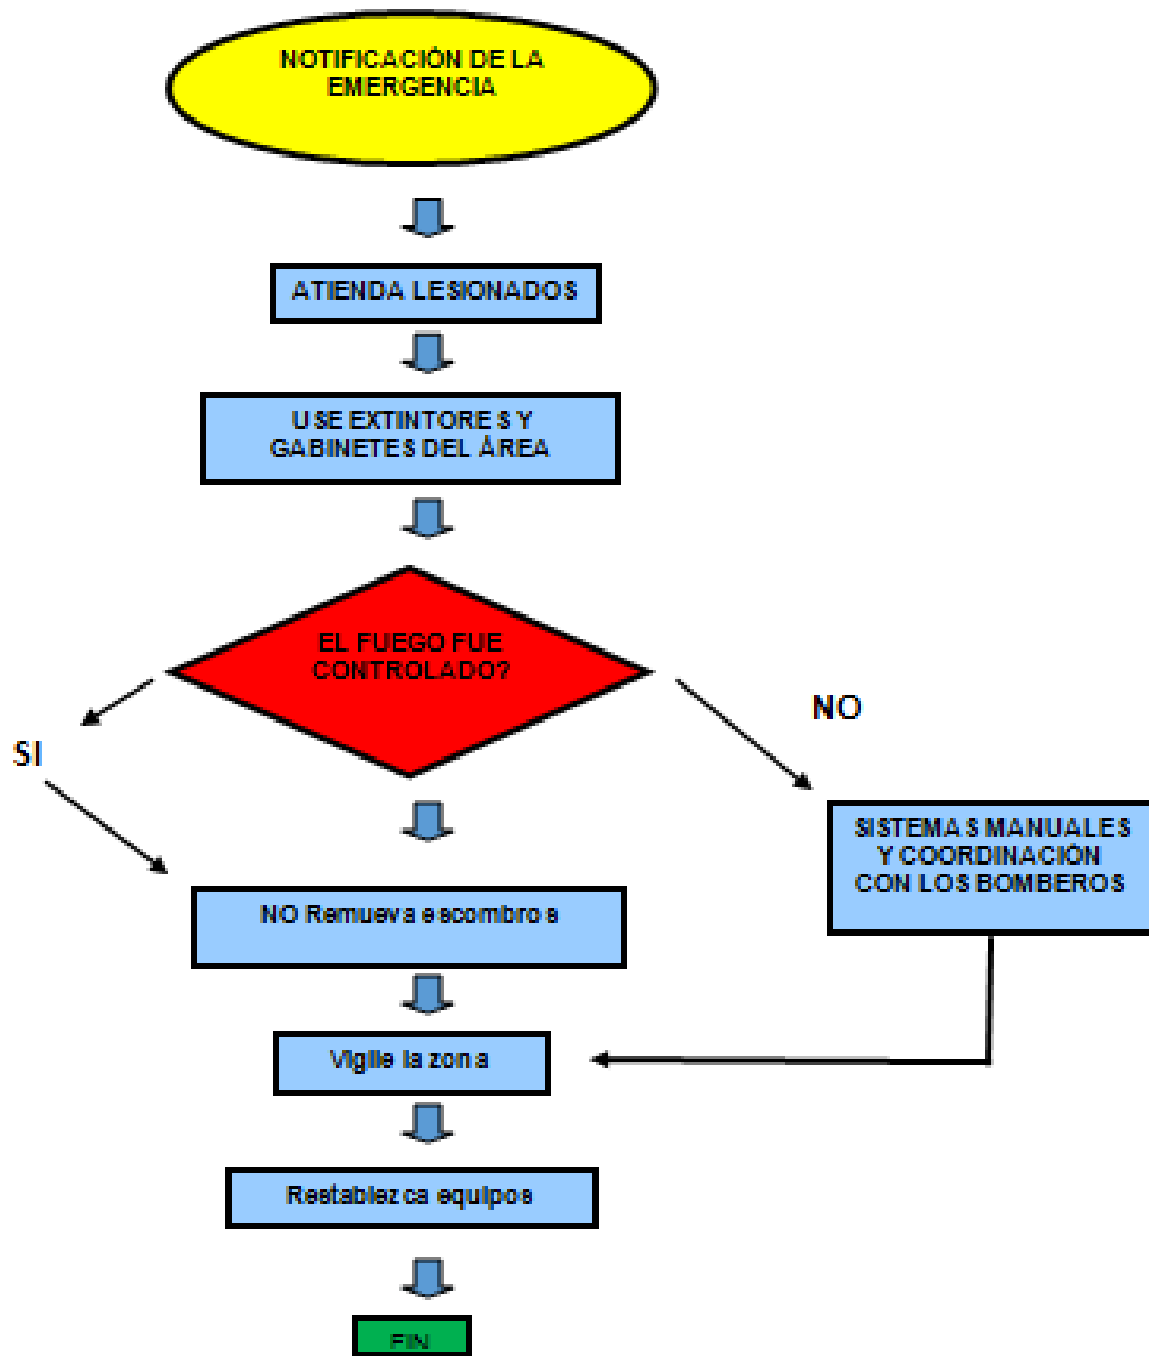 NOTIFICACIÓN DE LA
EMERGENCIA
ATIENDA LESIONADOS
USE EXTINTORES Y
GABINETES DEL ÁREA
EL FUEGO FUE
CONTROLADO?
SI
NO
SISTEMAS MANUALES
Y COORDINACIÓN
CON LOS BOMBEROS
NO Remueva escombros
Vigile la zona
Restablezca equipos
FIN